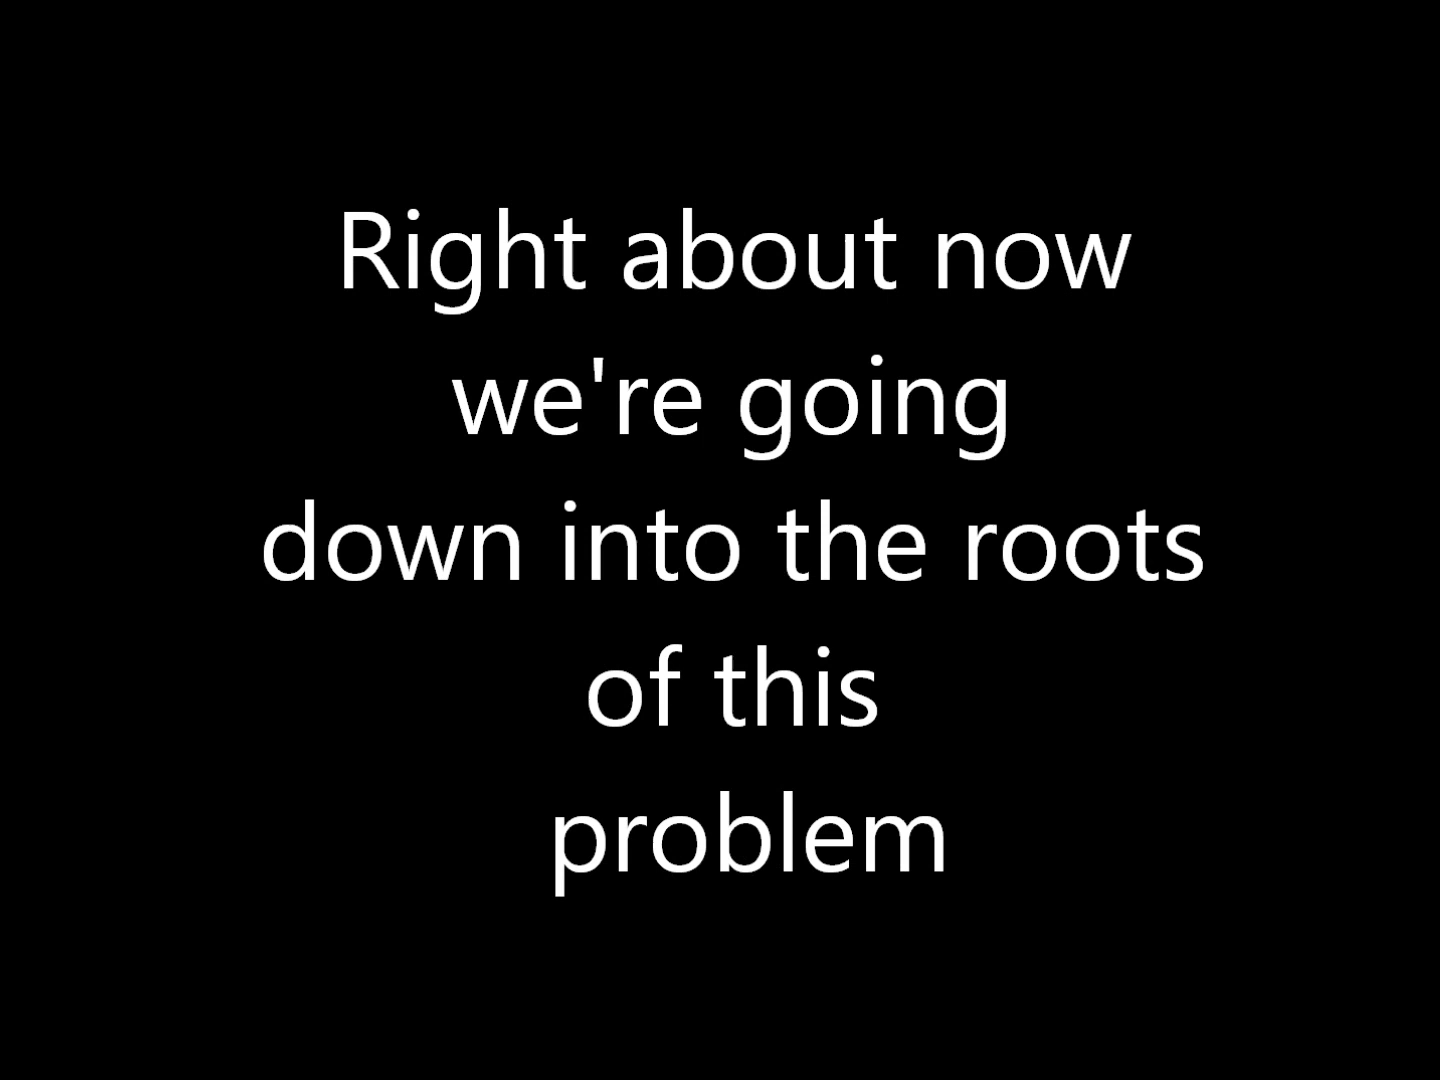 Right about now
we're going
down into the roots
of this
problem